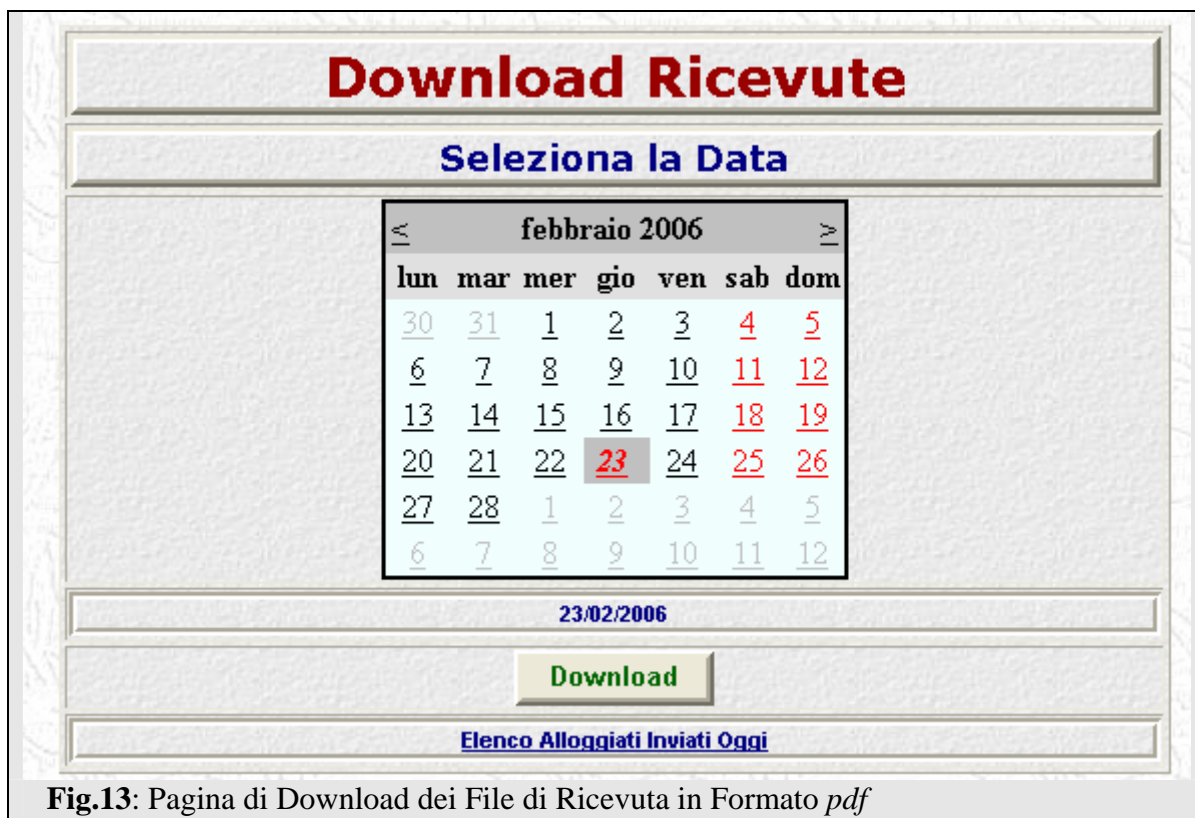 Download Ricevute
Seleziona la Data
< febbraio 2006 >
lun mar mer gio ven sab dom
30 31 1 2 3 4 5
6 7 8 9 10 11 12
13 14 15 16 17 18 19
20 21 22 23 24 25 26
27 28 1 2 3 4 5
6 7 8 9 10 11 12
23/02/2006
Download
Elenco Alloggiati Inviati Oggi
Fig.13: Pagina di Download dei File di Ricevuta in Formato pdf